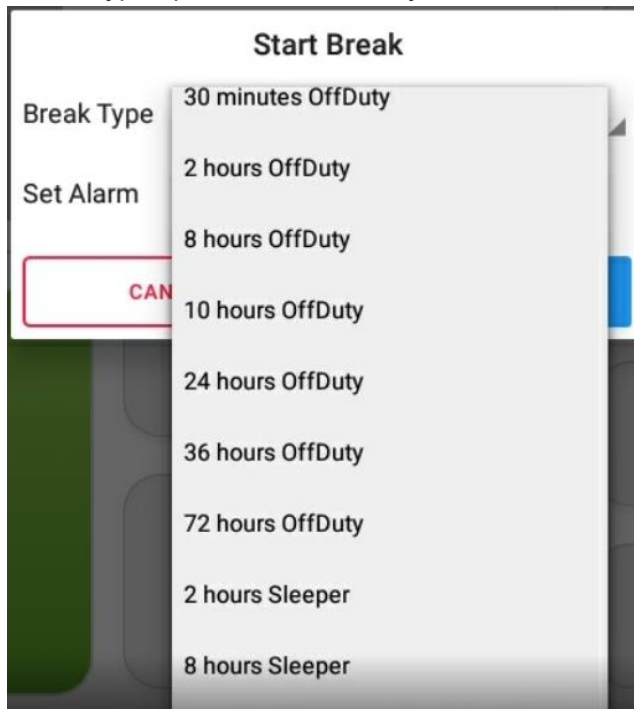 Start Break
Break Type
30 minutes OffDuty
2 hours OffDuty
Set Alarm
8 hours OffDuty
CAN
10 hours OffDuty
24 hours OffDuty
36 hours OffDuty
72 hours OffDuty
2 hours Sleeper
8 hours Sleeper